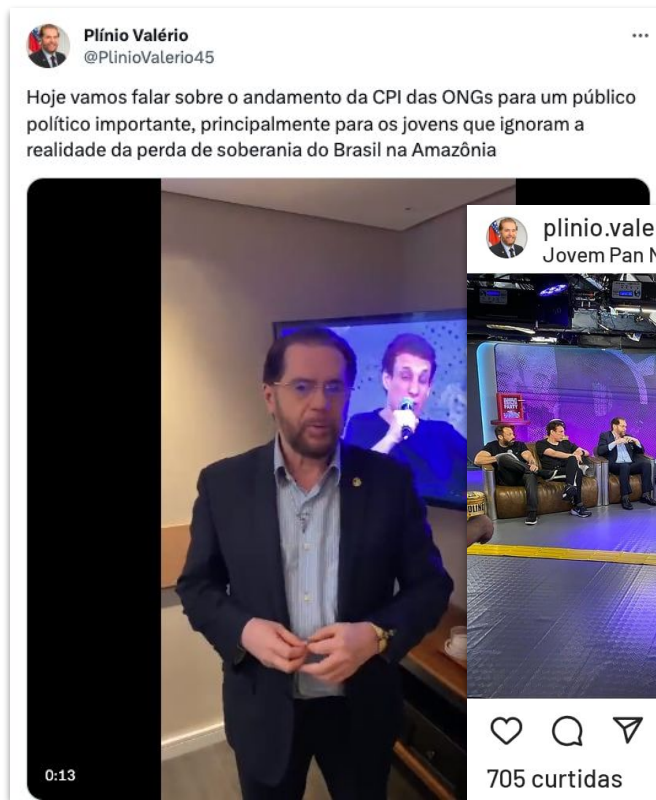 Plínio Valério
@PlinioValerio45
Hoje vamos falar sobre o andamento da CPI das ONGs para um público
político importante, principalmente para os jovens que ignoram a
realidade da perda de soberania do Brasil na Amazônia
0:13
plinio.vale
Jovem Pan N
705 curtidas